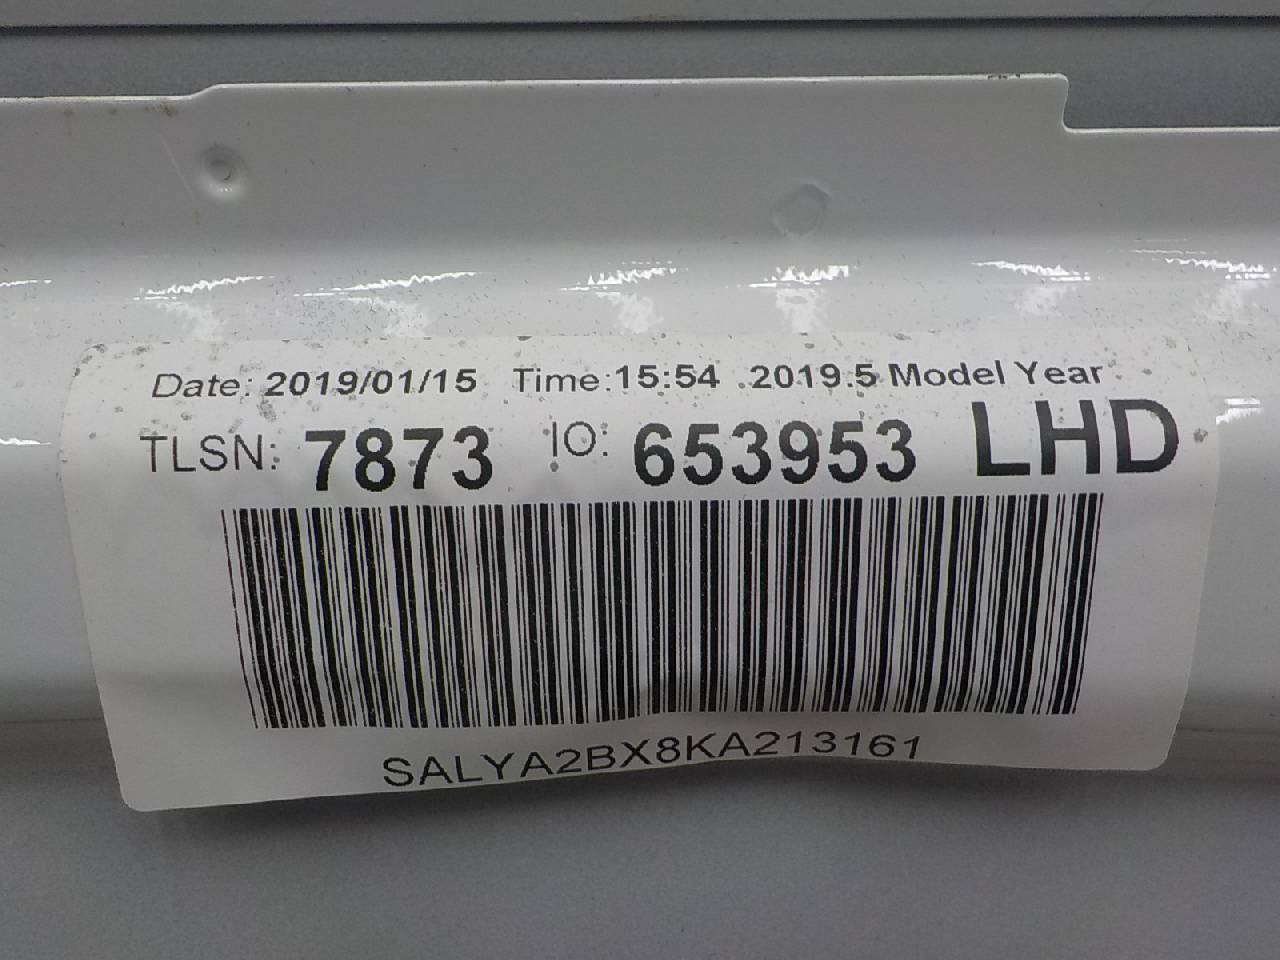 Date: 2019/01/15 Time:15:54 .2019.5 Model Year
TLSN: 7873 IO: 653953 LHD
SALYA2BX8KA213161